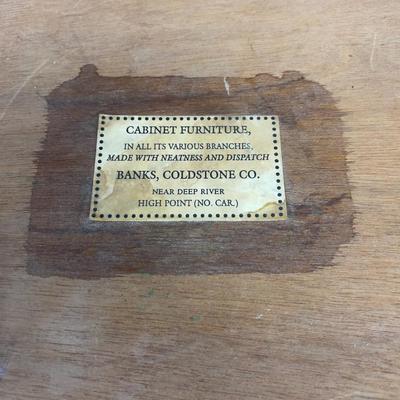 CABINET FURNITURE,
IN ALL ITS VARIOUS BRANCHES,
MADE WITH NEATNESS AND DISPATCH
BANKS, COLDSTONE CO.
NEAR DEEP RIVER
HIGH POINT (NO. CAR.)